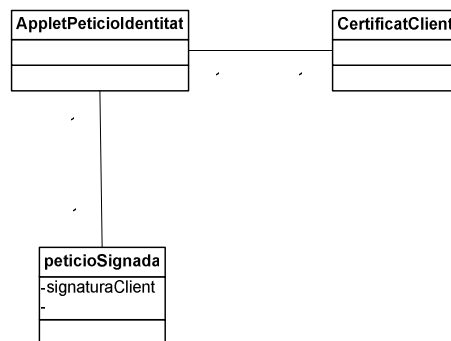 AppletPeticioIdentitat
CertificatClient
peticioSignada
-signaturaClient
-